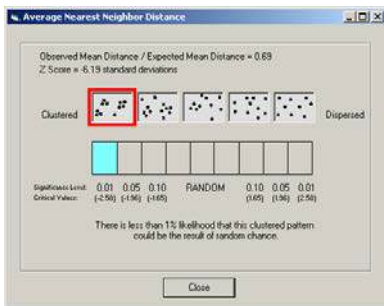 Average Nearest Neighbor Distance
Observed Mean Distance / Expected Mean Distance = 0.69
Z Score = -6.19 standard deviations
Clustered Dispersed
Significance Level: 0.01 0.05 0.10 RANDOM 0.10 0.05 0.01
Critical Values: (-2.58) (-1.96) (-1.65) (1.65) (1.96) (2.58)
There is less than 1% likelihood that this clustered pattern
could be the result of random chance.
Close